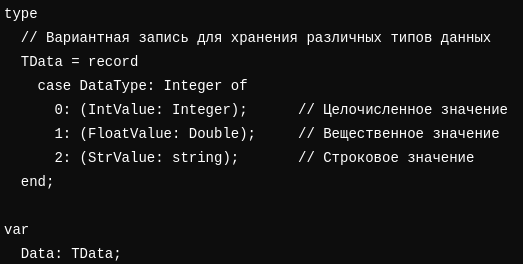 type
  // Вариантная запись для хранения различных типов данных
  TData = record
    case DataType: Integer of
      0: (IntValue: Integer);      // Целочисленное значение
      1: (FloatValue: Double);     // Вещественное значение
      2: (StrValue: string);       // Строковое значение
  end;

var
  Data: TData;